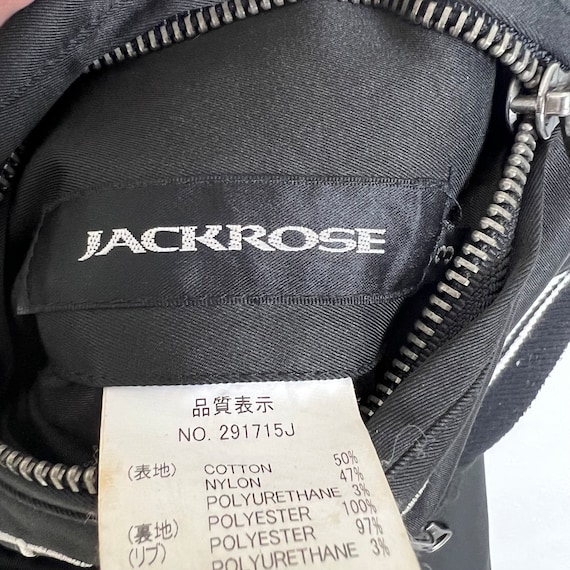 JACKROSE
3
品質表示
NO. 291715J
(表地) COTTON 50%
NYLON 47%
POLYURETHANE 3%
(裏地) POLYESTER 100%
(リブ) POLYESTER 97%
POLYURETHANE 3%